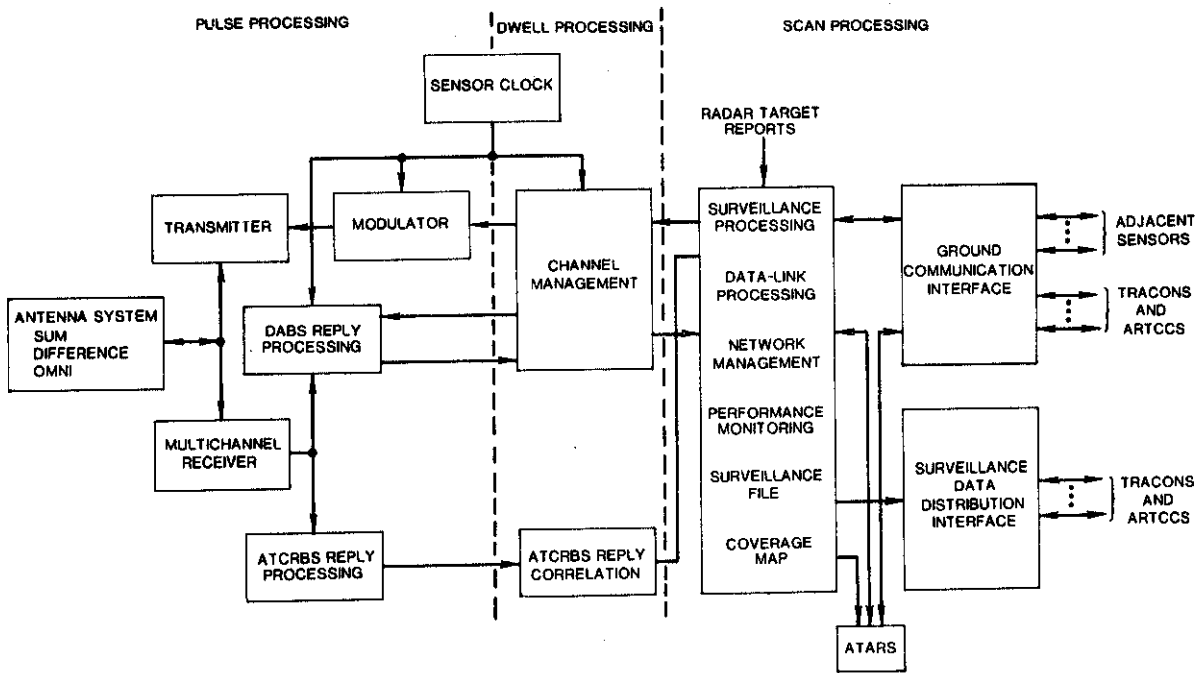 PULSE PROCESSING
DWELL PROCESSING
SCAN PROCESSING
SENSOR CLOCK
RADAR TARGET
REPORTS
TRANSMITTER
MODULATOR
CHANNEL
MANAGEMENT
SURVEILLANCE
PROCESSING
DATA-LINK
PROCESSING
NETWORK
MANAGEMENT
PERFORMANCE
MONITORING
SURVEILLANCE
FILE
COVERAGE
MAP
GROUND
COMMUNICATION
INTERFACE
ADJACENT
SENSORS
TRACONS
AND
ARTCCS
ANTENNA SYSTEM
SUM
DIFFERENCE
OMNI
DABS REPLY
PROCESSING
MULTICHANNEL
RECEIVER
SURVEILLANCE
DATA
DISTRIBUTION
INTERFACE
TRACONS
AND
ARTCCS
ATCRBS REPLY
PROCESSING
ATCRBS REPLY
CORRELATION
ATARS